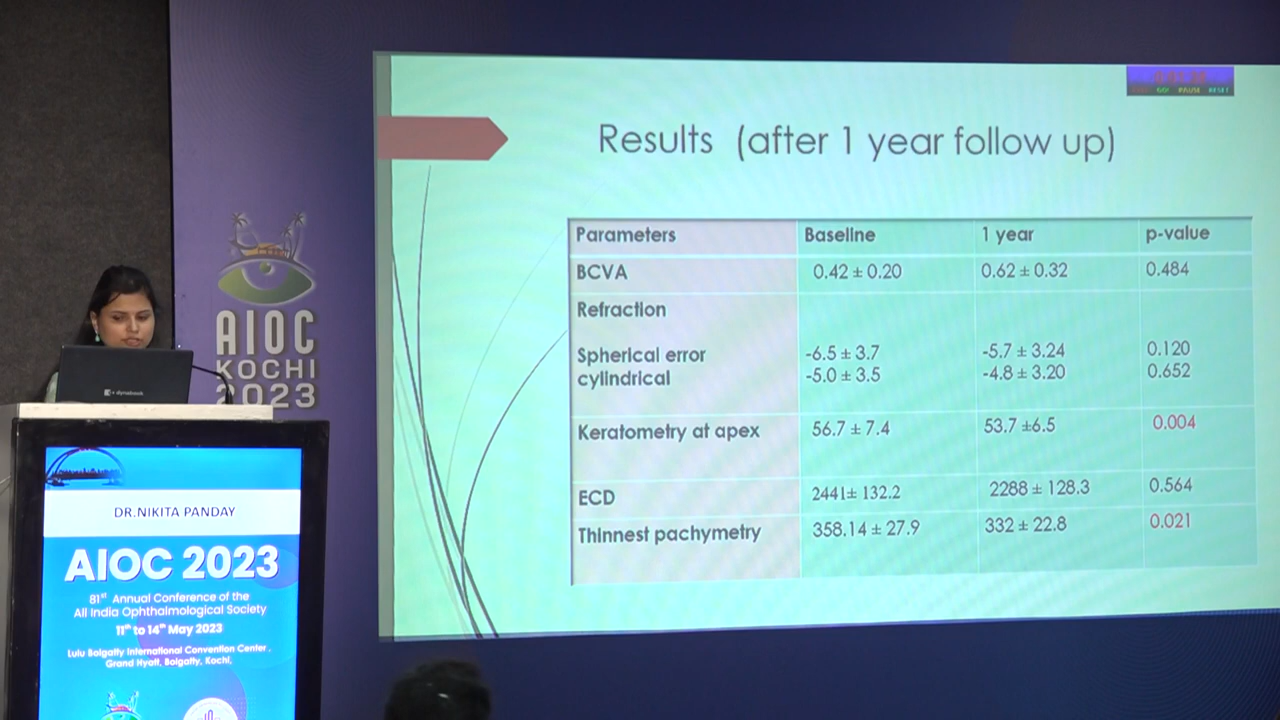 GO! PAUSE RESET
Results (after 1 year follow up)
Parameters Baseline 1 year p-value
BCVA 0.42 ± 0.20 0.62 ± 0.32 0.484
Refraction
Spherical error -6.5 ± 3.7 -5.7 ± 3.24 0.120
cylindrical -5.0 ± 3.5 -4.8 ± 3.20 0.652
Keratometry at apex 56.7 ± 7.4 53.7 ±6.5 0.004
ECD 2441± 132.2 2288 ± 128.3 0.564
Thinnest pachymetry 358.14 ± 27.9 332 ± 22.8 0.021
AIOC
KOCHI
2023
DR.NIKITA PANDAY
AIOC 2023
81st Annual Conference of the
All India Ophthalmological Society
11th to 14th May 2023
Lulu Bolgatty International Convention Center,
Grand Hyatt, Bolgatty, Kochi,